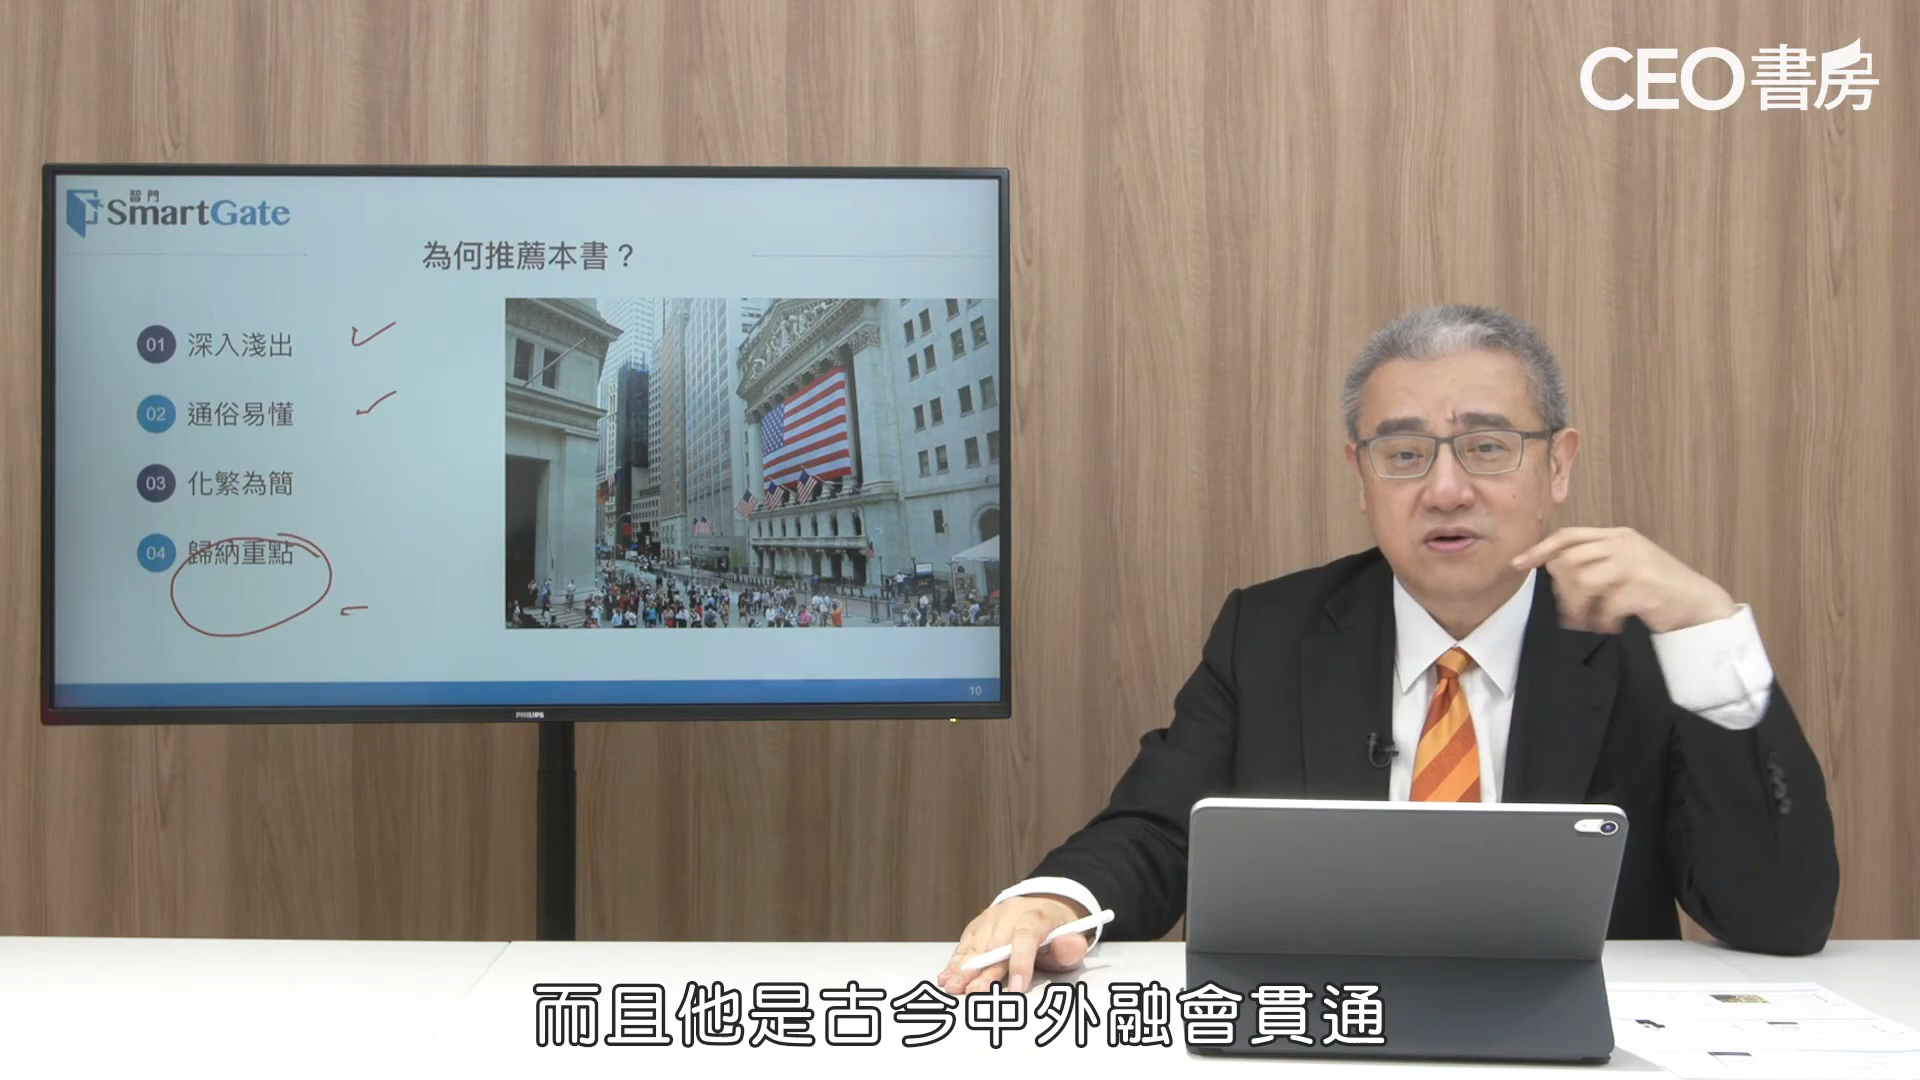 CEO書房
智門
SmartGate
為何推薦本書？
01 深入淺出
02 通俗易懂
03 化繁為簡
04 歸納重點
10
PHILIPS
而且他是古今中外融會貫通